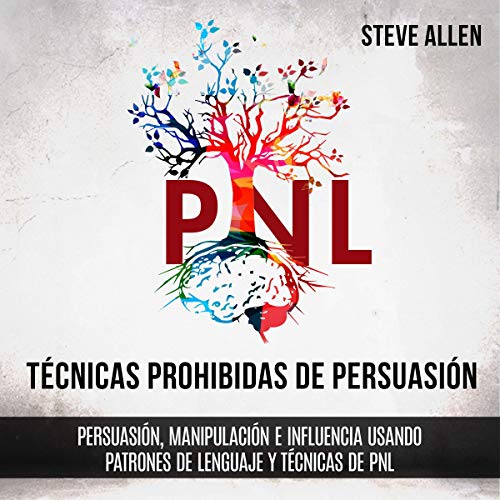 STEVE ALLEN
PNL
TÉCNICAS PROHIBIDAS DE PERSUASIÓN
PERSUASIÓN, MANIPULACIÓN E INFLUENCIA USANDO
PATRONES DE LENGUAJE Y TÉCNICAS DE PNL